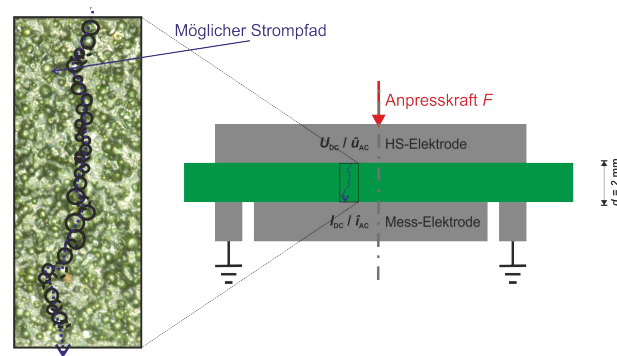 Möglicher Strompfad
Anpresskraft F
U_DC / û_AC
HS-Elektrode
I_DC / î_AC
Mess-Elektrode
d = 2 mm